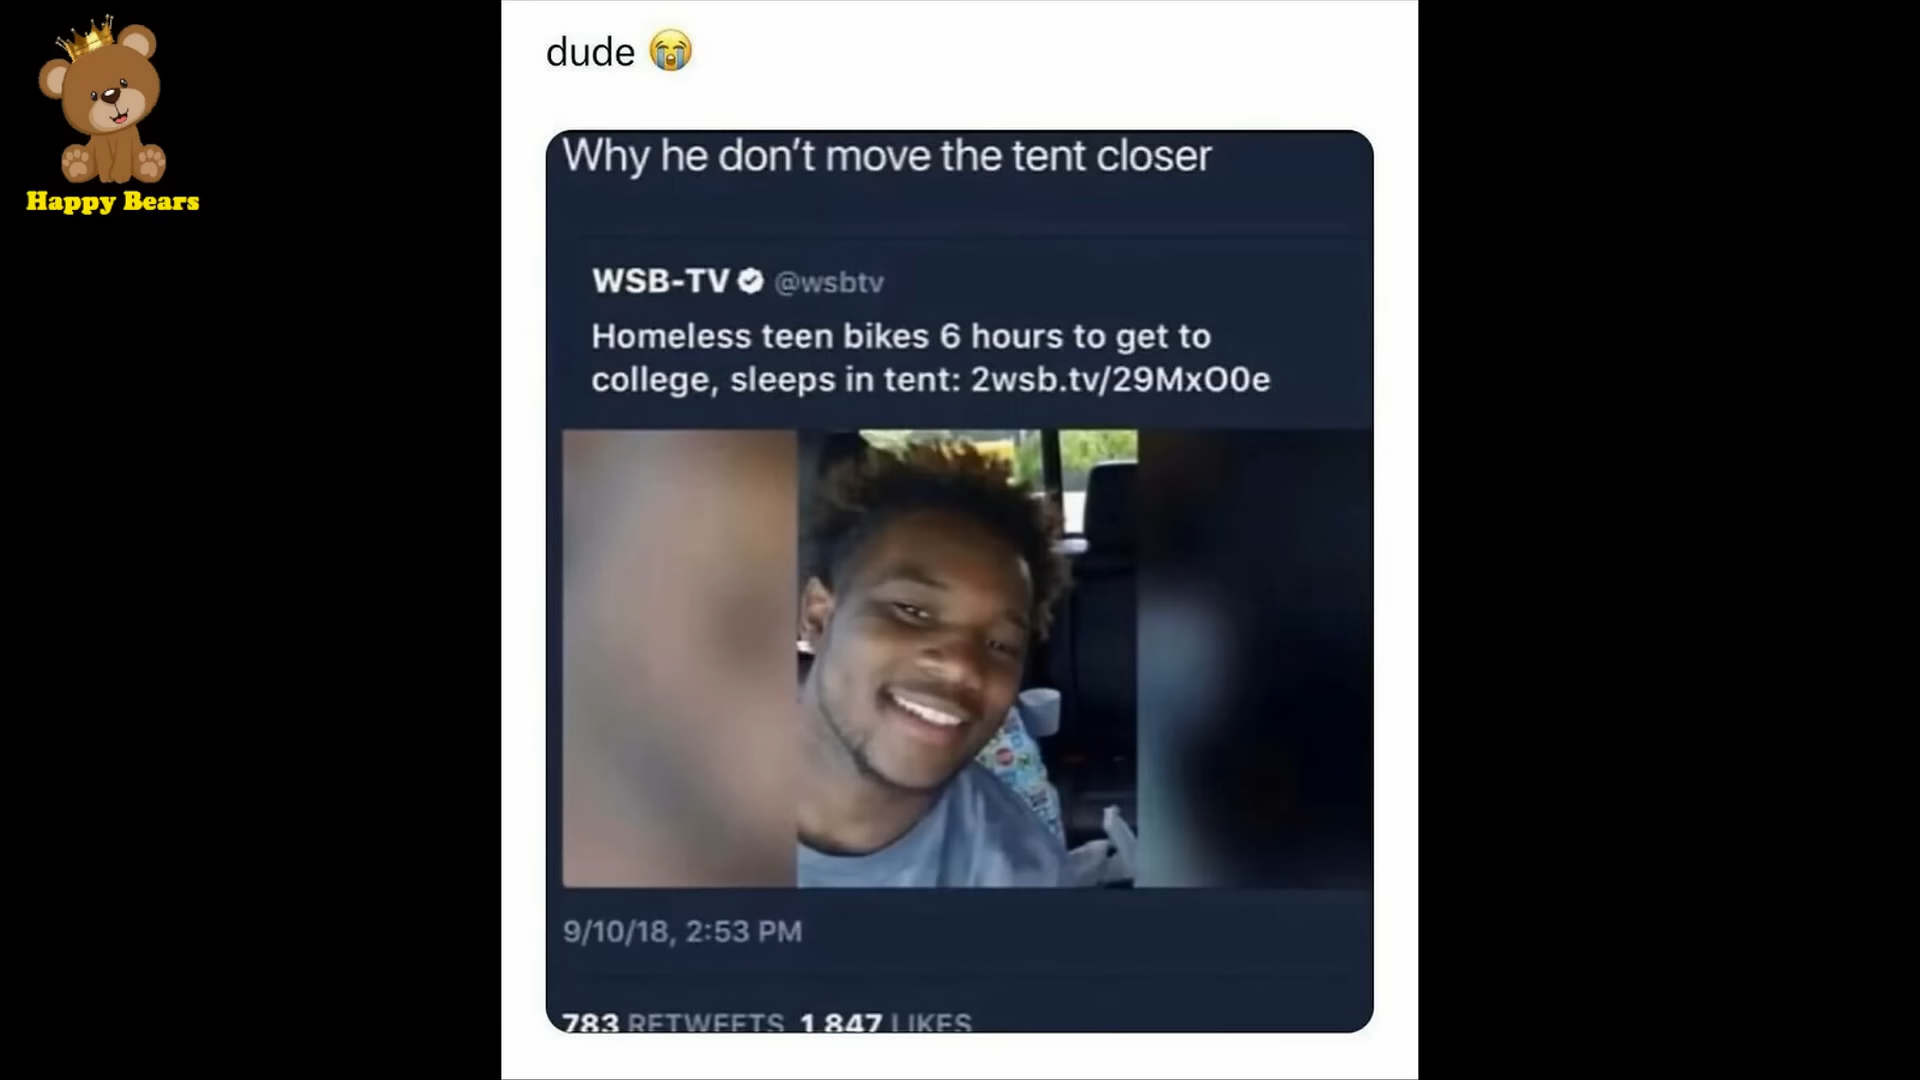 dude 😭
Happy Bears
Why he don't move the tent closer
WSB-TV @wsbtv
Homeless teen bikes 6 hours to get to
college, sleeps in tent: 2wsb.tv/29MxO0e
9/10/18, 2:53 PM
783 RETWEETS 1,847 LIKES